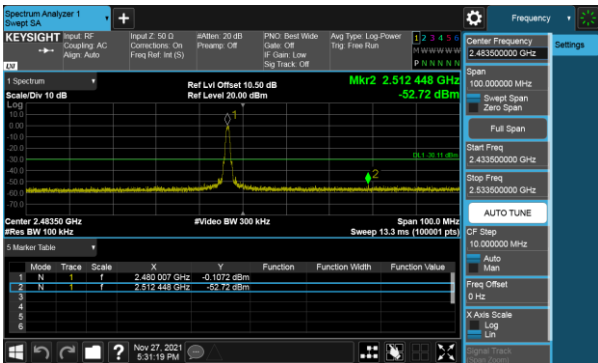 Spectrum Analyzer 1
Swept SA
+
Frequency
KEYSIGHT
Input: RF
Coupling: AC
Align: Auto
Input Z: 50 Ω
Corrections: On
Freq Ref: Int (S)
#Atten: 20 dB
Preamp: Off
PNO: Best Wide
Gate: Off
IF Gain: Low
Sig Track: Off
Avg Type: Log-Power
Trig: Free Run
1 2 3 4 5 6
M W W W W W
P N N N N N
LXI
1 Spectrum
Scale/Div 10 dB
Ref Lvl Offset 10.50 dB
Ref Level 20.00 dBm
Mkr2 2.512 448 GHz
-52.72 dBm
Log
10.0
0.00
-10.0
-20.0
-30.0
-40.0
-50.0
-60.0
-70.0
1
DL1 -30.11 dBm
2
Center 2.48350 GHz
#Res BW 100 kHz
#Video BW 300 kHz
Span 100.0 MHz
Sweep 13.3 ms (100001 pts)
5 Marker Table
Mode Trace Scale X Y Function Function Width Function Value
1 N 1 f 2.480 007 GHz -0.1072 dBm
2 N 1 f 2.512 448 GHz -52.72 dBm
3
4
5
6
Nov 27, 2021
5:31:19 PM
?
Center Frequency
2.483500000 GHz
Settings
Span
100.000000 MHz
Swept Span
Zero Span
Full Span
Start Freq
2.433500000 GHz
Stop Freq
2.533500000 GHz
AUTO TUNE
CF Step
10.000000 MHz
Auto
Man
Freq Offset
0 Hz
X Axis Scale
Log
Lin
Signal Track
(Span Zoom)